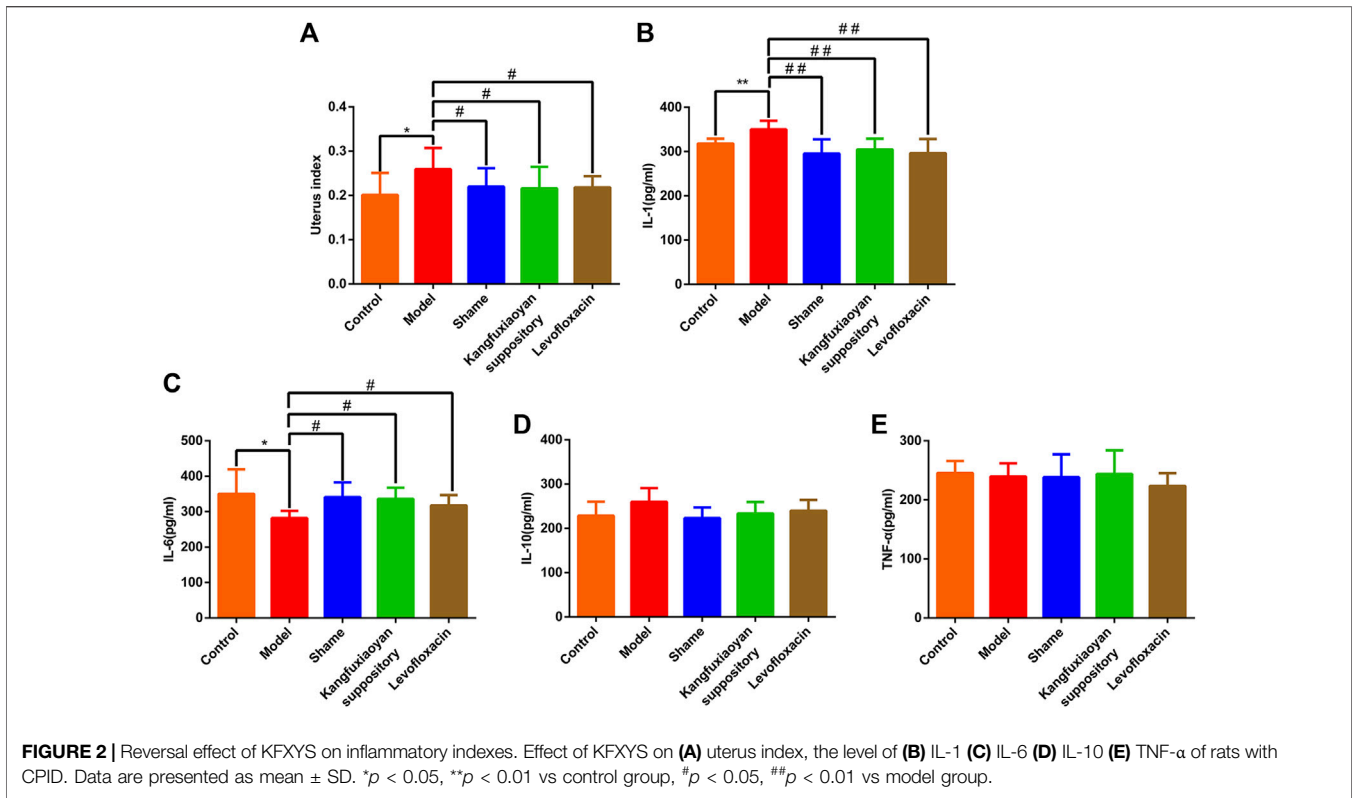 A
Uterus index
0.4
0.3
0.2
0.1
0.0
*
#
#
#
Control
Model
Shame
Kangfuxiaoyan
suppository
Levofloxacin
B
IL-1(pg/ml)
400
300
200
100
0
**
##
##
##
Control
Model
Shame
Kangfuxiaoyan
suppository
Levofloxacin
C
IL-6(pg/ml)
500
400
300
200
100
0
*
#
#
#
Control
Model
Shame
Kangfuxiaoyan
suppository
Levofloxacin
D
IL-10(pg/ml)
400
300
200
100
0
Control
Model
Shame
Kangfuxiaoyan
suppository
Levofloxacin
E
TNF-α(pg/ml)
300
200
100
0
Control
Model
Shame
Kangfuxiaoyan
suppository
Levofloxacin
FIGURE 2 | Reversal effect of KFXYS on inflammatory indexes. Effect of KFXYS on (A) uterus index, the level of (B) IL-1 (C) IL-6 (D) IL-10 (E) TNF-α of rats with
CPID. Data are presented as mean ± SD. *p < 0.05, **p < 0.01 vs control group, #p < 0.05, ##p < 0.01 vs model group.